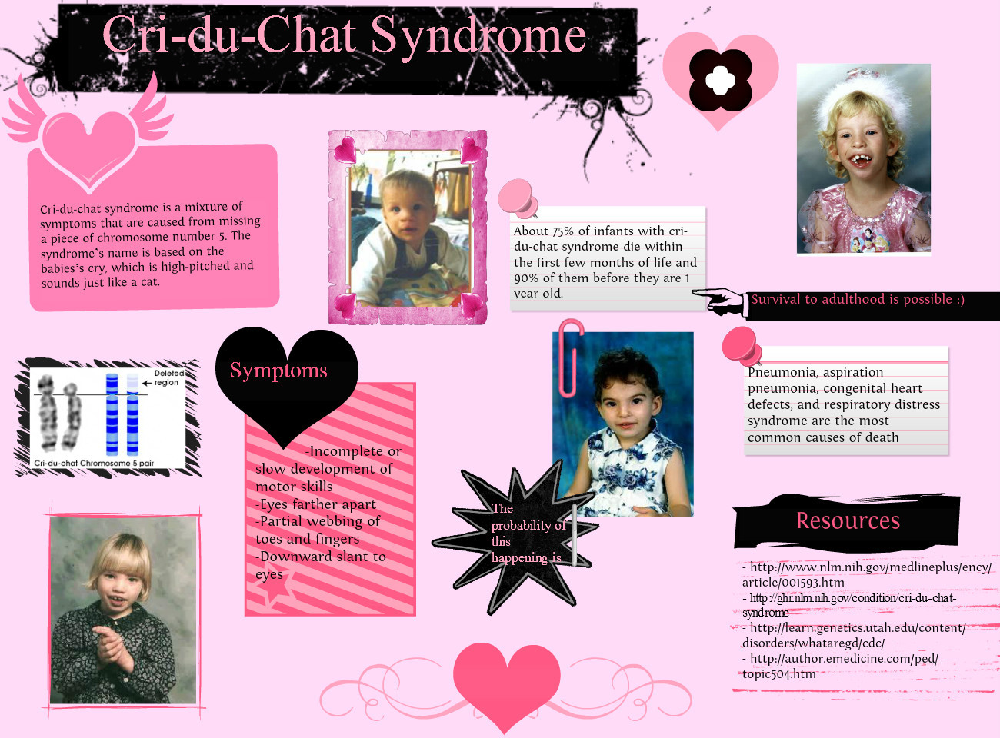 Cri-du-Chat Syndrome
Cri-du-chat syndrome is a mixture of
symptoms that are caused from missing
a piece of chromosome number 5. The
syndrome's name is based on the
babies's cry, which is high-pitched and
sounds just like a cat.
About 75% of infants with cri-
du-chat syndrome die within
the first few months of life and
90% of them before they are 1
year old.
Survival to adulthood is possible :)
Deleted
region
Cri-du-chat Chromosome 5 pair
Symptoms
-Incomplete or
slow development of
motor skills
-Eyes farther apart
-Partial webbing of
toes and fingers
-Downward slant to
eyes
Pneumonia, aspiration
pneumonia, congenital heart
defects, and respiratory distress
syndrome are the most
common causes of death
The
probability of
this
happening is
Resources
- http://www.nlm.nih.gov/medlineplus/ency/
article/001593.htm
- http://ghr.nlm.nih.gov/condition/cri-du-chat-
syndrome
- http://learn.genetics.utah.edu/content/
disorders/whataregd/cdc/
- http://author.emedicine.com/ped/
topic504.htm